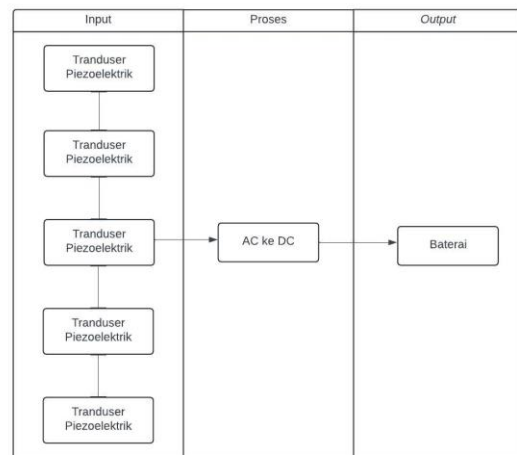 Input
Proses
Output
Tranduser
Piezoelektrik
Tranduser
Piezoelektrik
Tranduser
Piezoelektrik
AC ke DC
Baterai
Tranduser
Piezoelektrik
Tranduser
Piezoelektrik